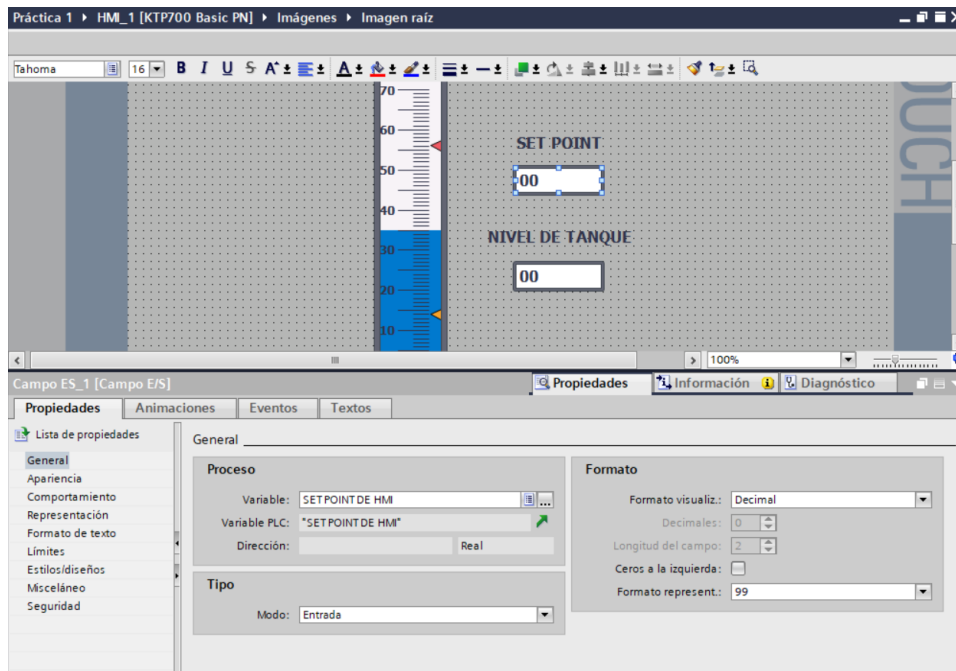 Práctica 1 ▸ HMI_1 [KTP700 Basic PN] ▸ Imágenes ▸ Imagen raíz
Tahoma 16 B I U S A A
70
60
50
40
30
20
10
SET POINT
00
NIVEL DE TANQUE
00
OUCH
100%
Campo ES_1 [Campo E/S]
Propiedades Información Diagnóstico
Propiedades Animaciones Eventos Textos
Lista de propiedades
General
Apariencia
Comportamiento
Representación
Formato de texto
Límites
Estilos/diseños
Misceláneo
Seguridad
General
Proceso
Variable: SET POINT DE HMI
Variable PLC: "SET POINT DE HMI"
Dirección: Real
Tipo
Modo: Entrada
Formato
Formato visualiz.: Decimal
Decimales: 0
Longitud del campo: 2
Ceros a la izquierda:
Formato represent.: 99